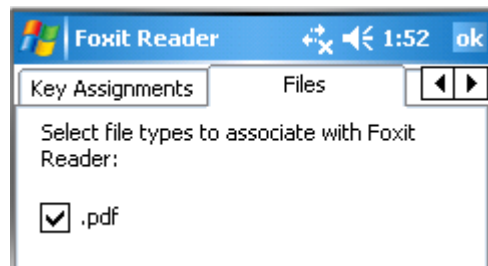 Foxit Reader 1:52 ok
Key Assignments Files
Select file types to associate with Foxit
Reader:
.pdf